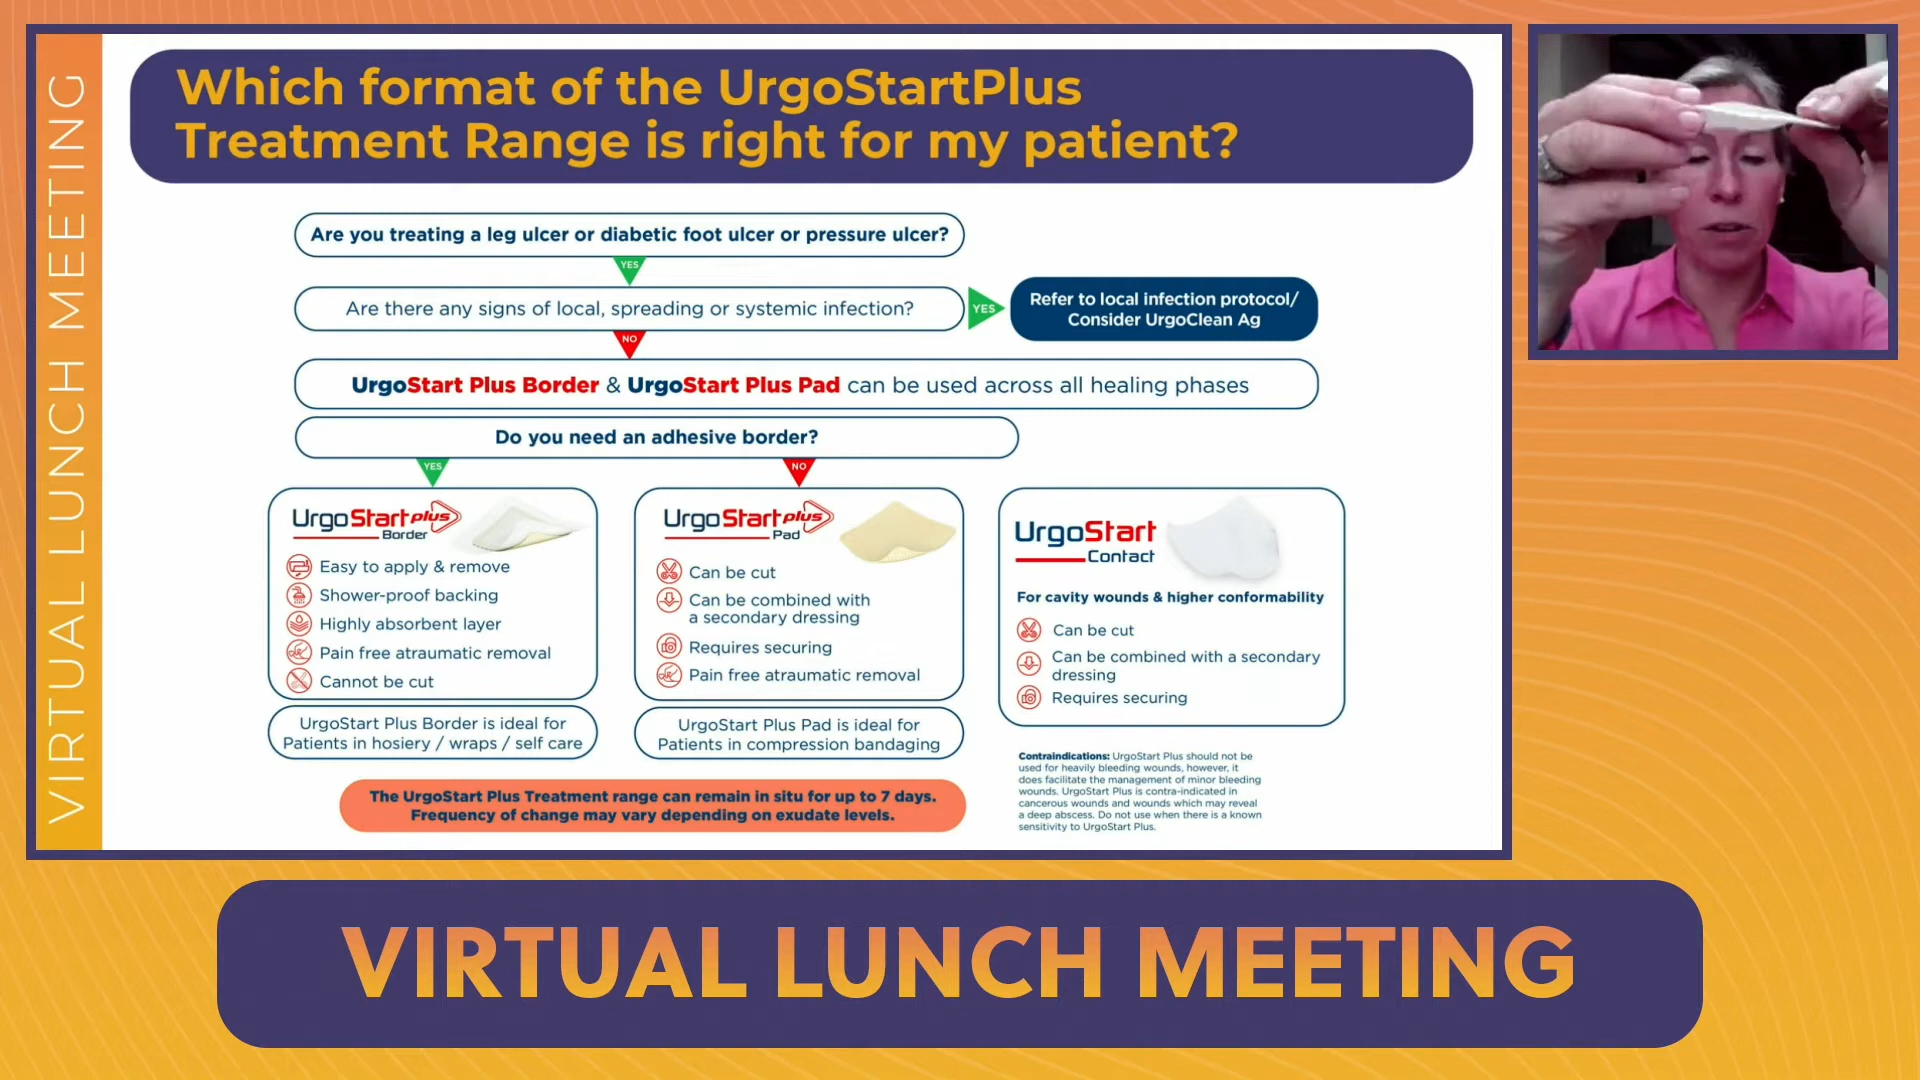 VIRTUAL LUNCH MEETING
Which format of the UrgoStartPlus
Treatment Range is right for my patient?
Are you treating a leg ulcer or diabetic foot ulcer or pressure ulcer?
YES
Are there any signs of local, spreading or systemic infection?
YES
Refer to local infection protocol/
Consider UrgoClean Ag
NO
UrgoStart Plus Border & UrgoStart Plus Pad can be used across all healing phases
Do you need an adhesive border?
YES
NO
UrgoStart plus
Border
Easy to apply & remove
Shower-proof backing
Highly absorbent layer
Pain free atraumatic removal
Cannot be cut
UrgoStart Plus Border is ideal for
Patients in hosiery / wraps / self care
UrgoStart plus
Pad
Can be cut
Can be combined with
a secondary dressing
Requires securing
Pain free atraumatic removal
UrgoStart Plus Pad is ideal for
Patients in compression bandaging
UrgoStart
Contact
For cavity wounds & higher conformability
Can be cut
Can be combined with a secondary
dressing
Requires securing
The UrgoStart Plus Treatment range can remain in situ for up to 7 days.
Frequency of change may vary depending on exudate levels.
Contraindications: UrgoStart Plus should not be
used for heavily bleeding wounds, however, it
does facilitate the management of minor bleeding
wounds. UrgoStart Plus is contra-indicated in
cancerous wounds and wounds which may reveal
a deep abscess. Do not use when there is a known
sensitivity to UrgoStart Plus.
VIRTUAL LUNCH MEETING